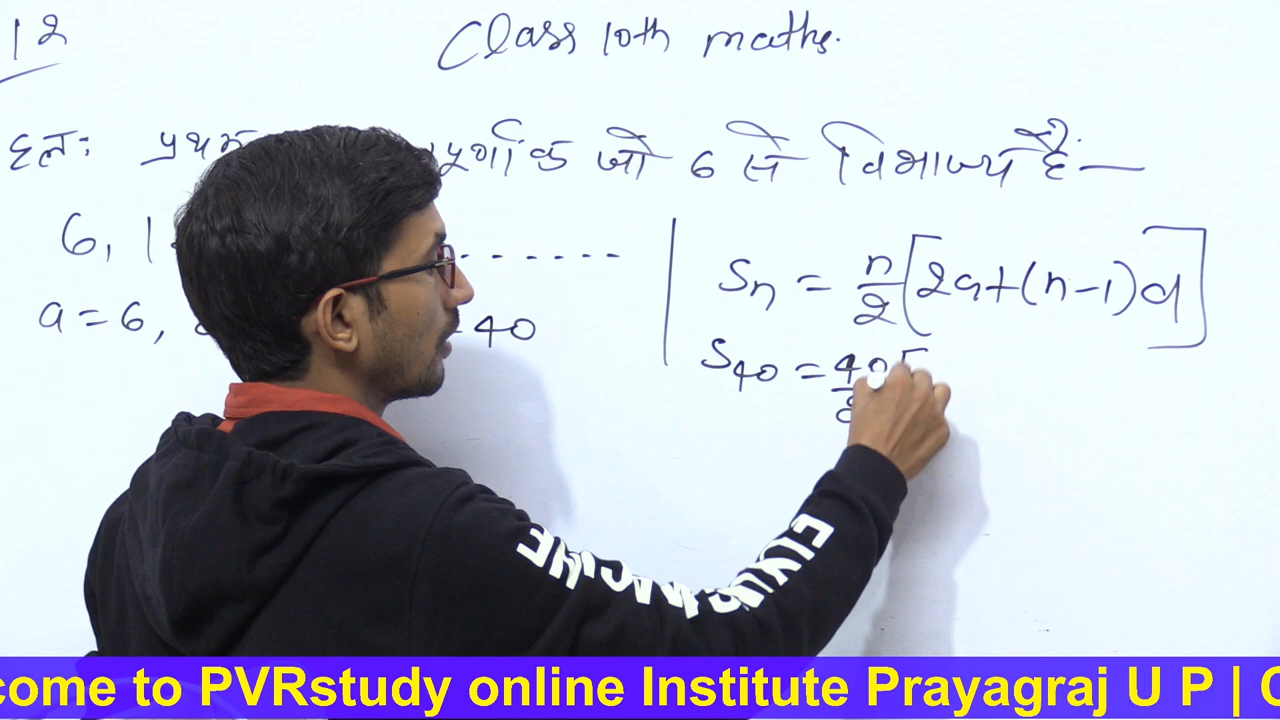 12
Class 10th maths.
हल: प्रथम पूर्णांक जो 6 से विभाज्य है —
6, 1 .......
a = 6, = 40
Sn = n/2 [2a+(n-1)d]
S40 = 40/2 [
come to PVRstudy online Institute Prayagraj U P |